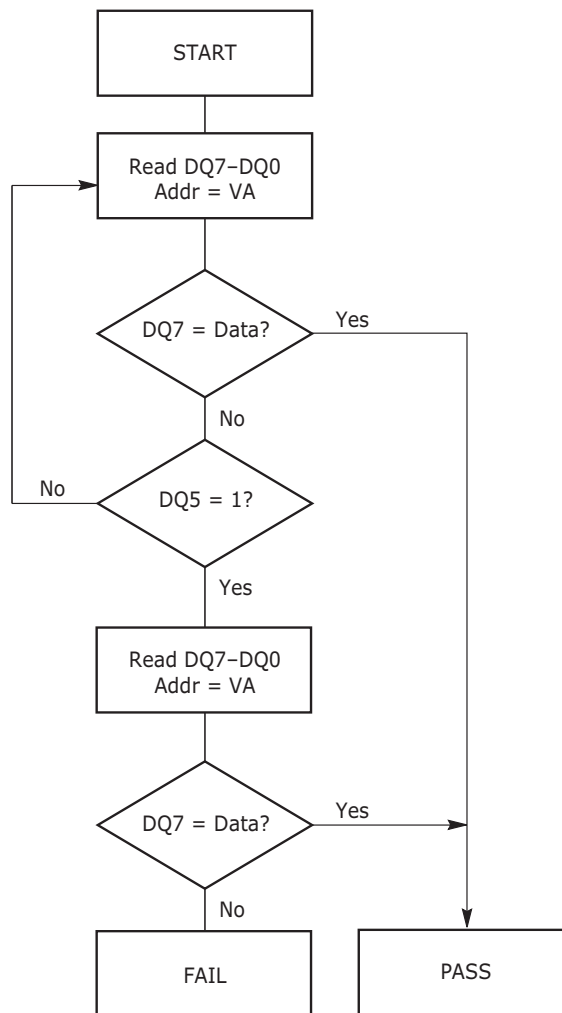 START
Read DQ7–DQ0
Addr = VA
DQ7 = Data?
Yes
No
No
DQ5 = 1?
Yes
Read DQ7–DQ0
Addr = VA
DQ7 = Data?
Yes
No
FAIL
PASS